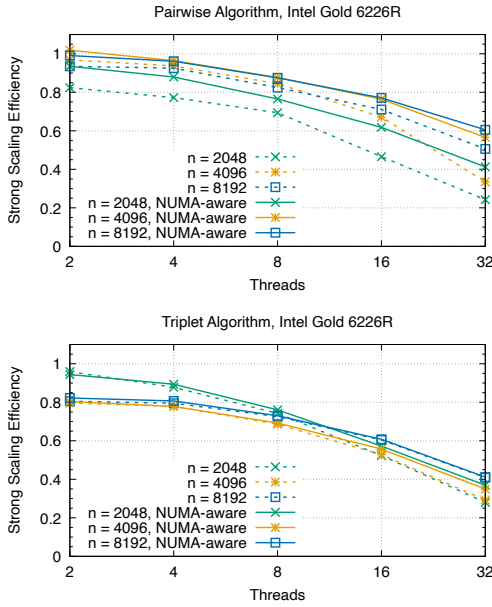 Pairwise Algorithm, Intel Gold 6226R
Strong Scaling Efficiency
1
0.8
0.6
0.4
0.2
0
n = 2048
n = 4096
n = 8192
n = 2048, NUMA-aware
n = 4096, NUMA-aware
n = 8192, NUMA-aware
2 4 8 16 32
Threads
Triplet Algorithm, Intel Gold 6226R
Strong Scaling Efficiency
1
0.8
0.6
0.4
0.2
0
n = 2048
n = 4096
n = 8192
n = 2048, NUMA-aware
n = 4096, NUMA-aware
n = 8192, NUMA-aware
2 4 8 16 32
Threads